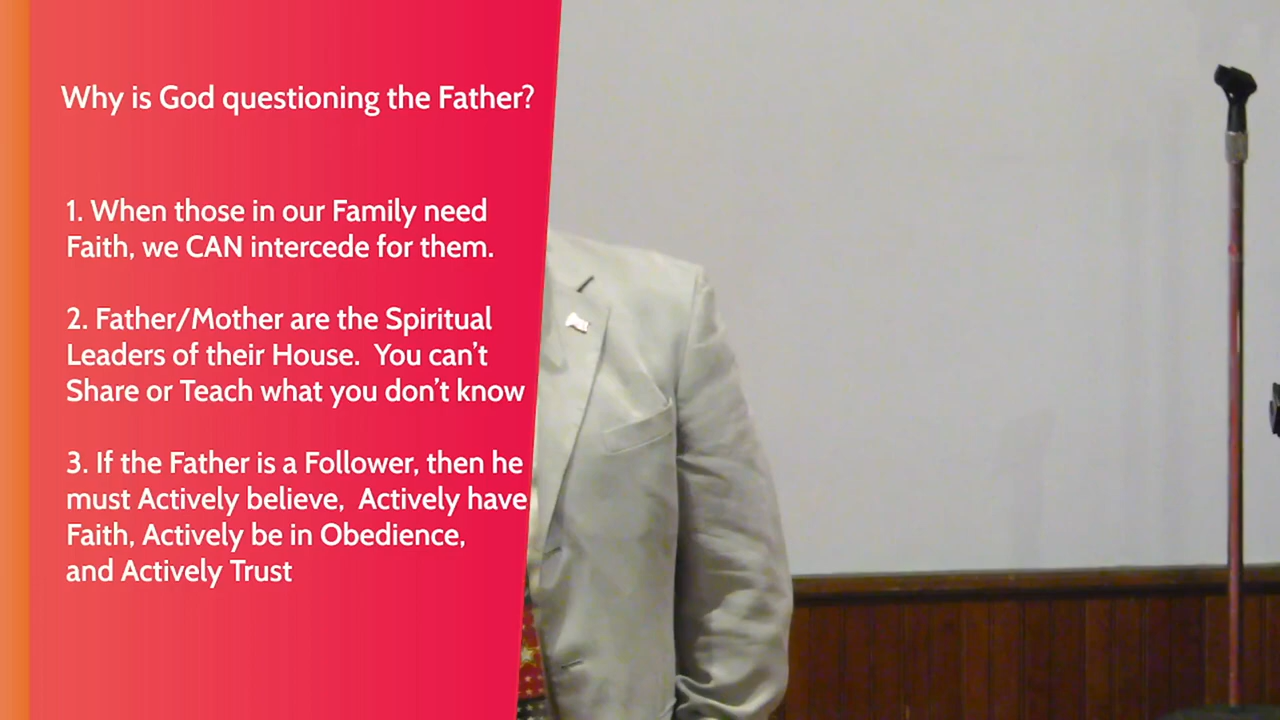 Why is God questioning the Father?
1. When those in our Family need
Faith, we CAN intercede for them.
2. Father/Mother are the Spiritual
Leaders of their House.  You can't
Share or Teach what you don't know
3. If the Father is a Follower, then he
must Actively believe,  Actively have
Faith, Actively be in Obedience,
and Actively Trust